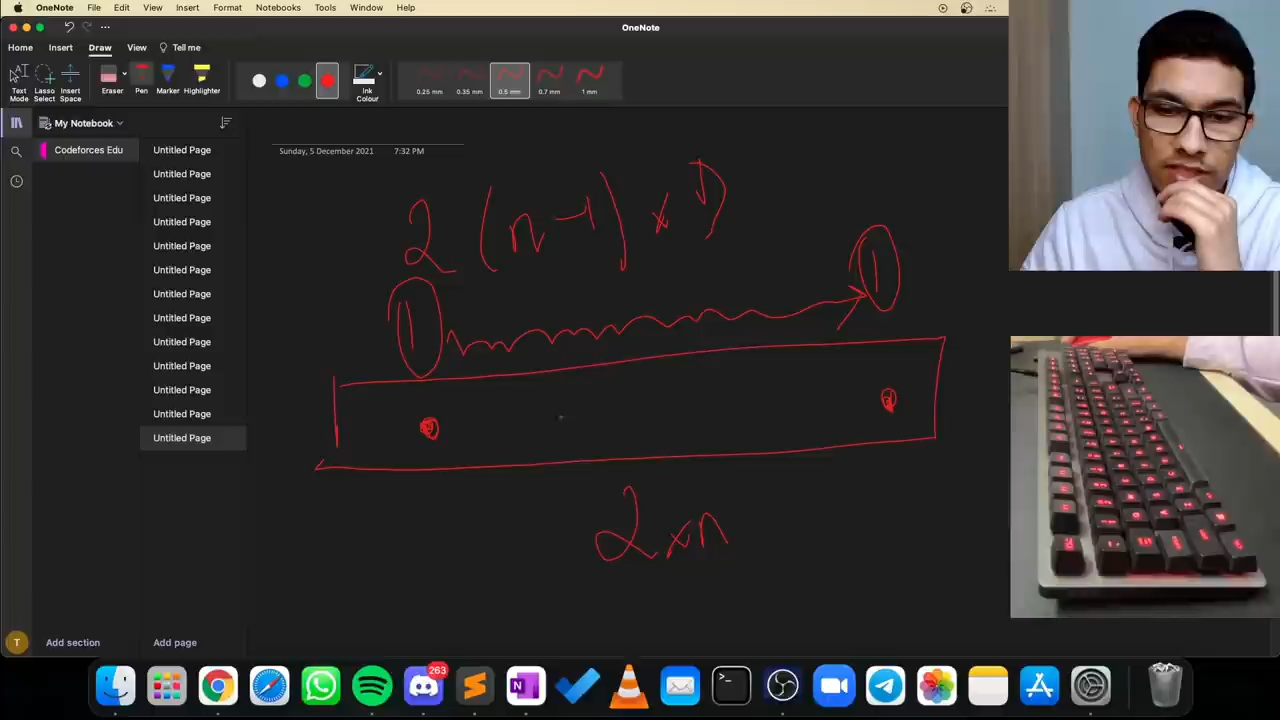 OneNote File Edit View Insert Format Notebooks Tools Window Help
OneNote
Home Insert Draw View Tell me
Text Mode Lasso Select Insert Space Eraser Pen Marker Highlighter Ink Colour 0.25 mm 0.35 mm 0.5 mm 0.7 mm 1 mm
My Notebook
Codeforces Edu
Untitled Page
Untitled Page
Untitled Page
Untitled Page
Untitled Page
Untitled Page
Untitled Page
Untitled Page
Untitled Page
Untitled Page
Untitled Page
Untitled Page
Untitled Page
Sunday, 5 December 2021 7:32 PM
2 (n-1) x
1
1
2 x n
T
Add section Add page
263